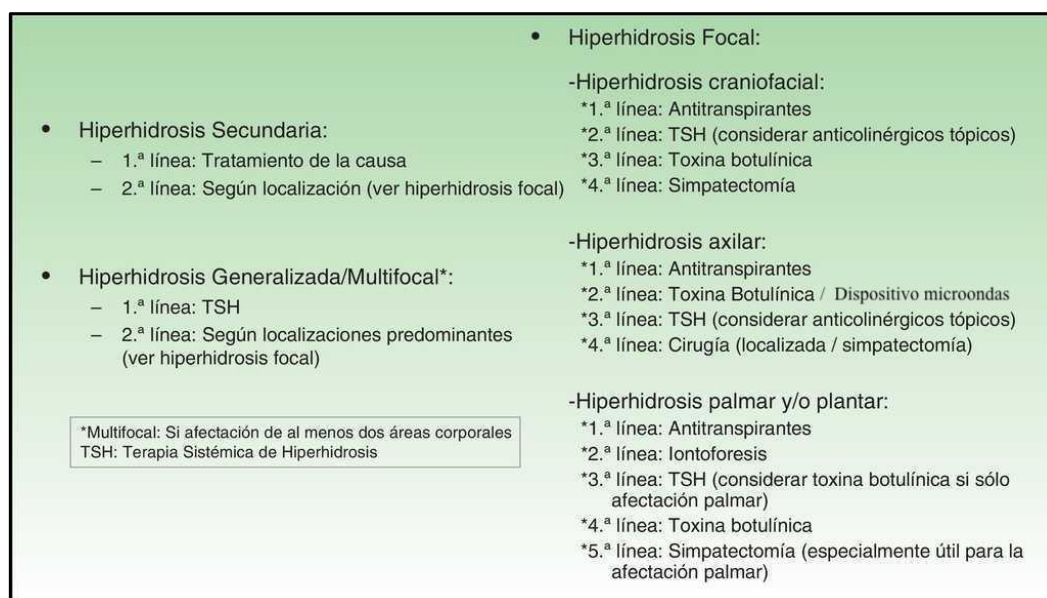 • Hiperhidrosis Secundaria:
– 1.ª línea: Tratamiento de la causa
– 2.ª línea: Según localización (ver hiperhidrosis focal)
• Hiperhidrosis Generalizada/Multifocal*:
– 1.ª línea: TSH
– 2.ª línea: Según localizaciones predominantes
(ver hiperhidrosis focal)
*Multifocal: Si afectación de al menos dos áreas corporales
TSH: Terapia Sistémica de Hiperhidrosis
• Hiperhidrosis Focal:
-Hiperhidrosis craniofacial:
*1.ª línea: Antitranspirantes
*2.ª línea: TSH (considerar anticolinérgicos tópicos)
*3.ª línea: Toxina botulínica
*4.ª línea: Simpatectomía
-Hiperhidrosis axilar:
*1.ª línea: Antitranspirantes
*2.ª línea: Toxina Botulínica / Dispositivo microondas
*3.ª línea: TSH (considerar anticolinérgicos tópicos)
*4.ª línea: Cirugía (localizada / simpatectomía)
-Hiperhidrosis palmar y/o plantar:
*1.ª línea: Antitranspirantes
*2.ª línea: Iontoforesis
*3.ª línea: TSH (considerar toxina botulínica si sólo
afectación palmar)
*4.ª línea: Toxina botulínica
*5.ª línea: Simpatectomía (especialmente útil para la
afectación palmar)